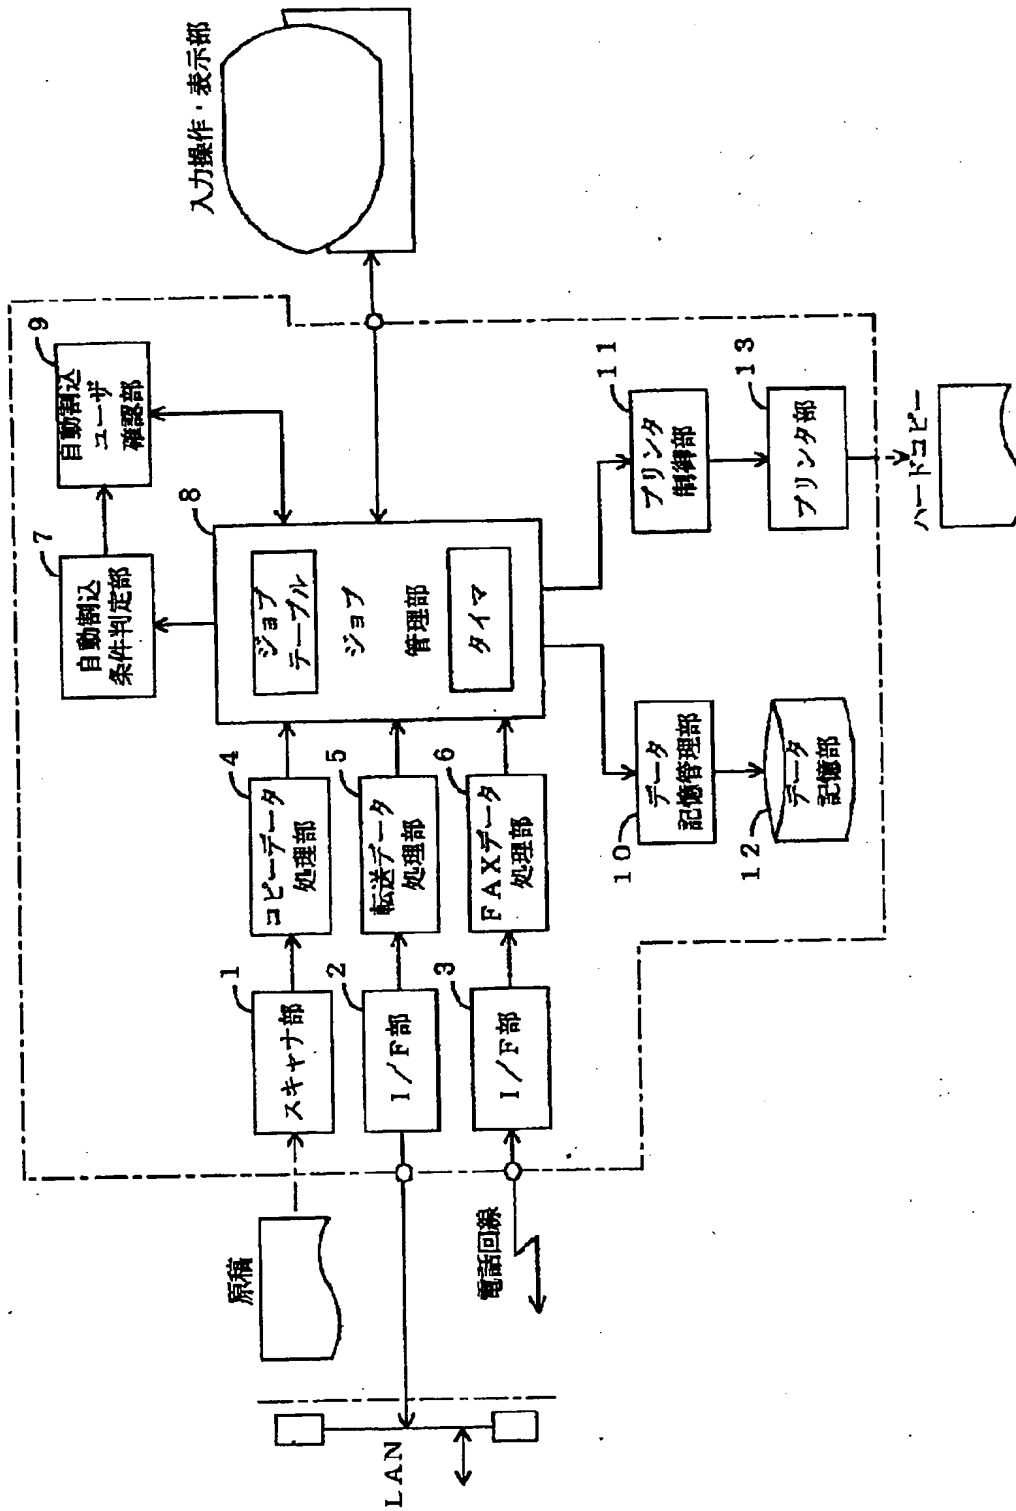 入力操作・表示部
9
自動割込
ユーザ
確認部
7
自動割込
条件判定部
8
ジョブ
テーブル
ジョブ
管理部
タイマ
4
コピーデータ
処理部
5
転送データ
処理部
6
FAXデータ
処理部
1
スキャナ部
2
I/F部
3
I/F部
原稿
電話回線
LAN
11
プリンタ
制御部
13
プリンタ部
ハードコピー
10
データ
記憶管理部
12
データ
記憶部